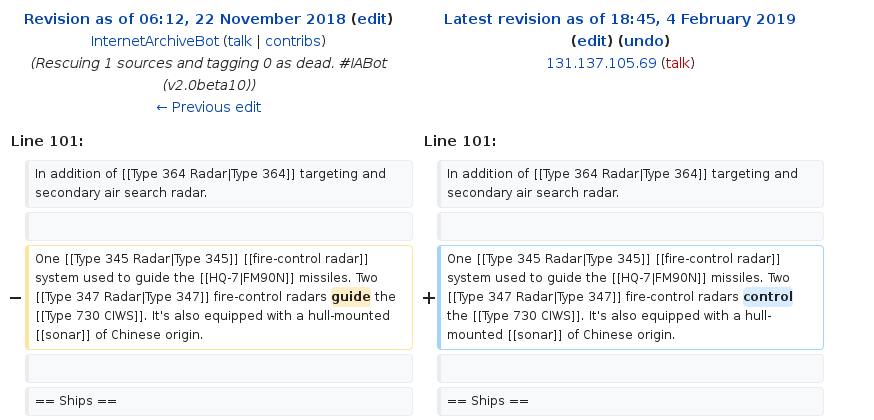 Revision as of 06:12, 22 November 2018 (edit)
InternetArchiveBot (talk | contribs)
(Rescuing 1 sources and tagging 0 as dead. #IABot
(v2.0beta10))
← Previous edit
Latest revision as of 18:45, 4 February 2019
(edit) (undo)
131.137.105.69 (talk)
Line 101:
Line 101:
In addition of [[Type 364 Radar|Type 364]] targeting and
secondary air search radar.
In addition of [[Type 364 Radar|Type 364]] targeting and
secondary air search radar.
−
One [[Type 345 Radar|Type 345]] [[fire-control radar]]
system used to guide the [[HQ-7|FM90N]] missiles. Two
[[Type 347 Radar|Type 347]] fire-control radars guide the
[[Type 730 CIWS]]. It's also equipped with a hull-mounted
[[sonar]] of Chinese origin.
+
One [[Type 345 Radar|Type 345]] [[fire-control radar]]
system used to guide the [[HQ-7|FM90N]] missiles. Two
[[Type 347 Radar|Type 347]] fire-control radars control
the [[Type 730 CIWS]]. It's also equipped with a hull-
mounted [[sonar]] of Chinese origin.
== Ships ==
== Ships ==